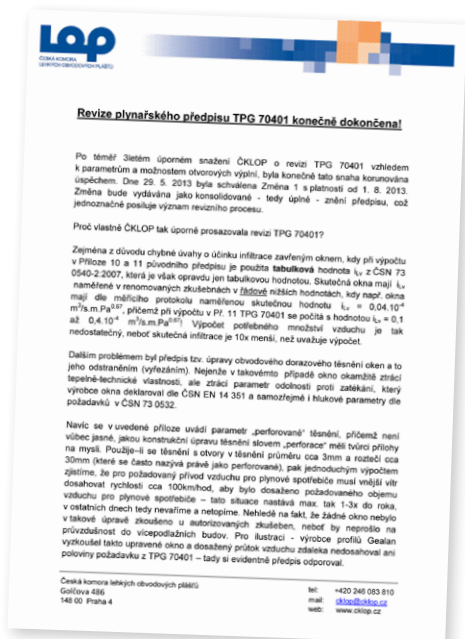 LOP
ČESKÁ KOMORA
LEHKÝCH OBVODOVÝCH PLÁŠŤŮ
Revize plynařského předpisu TPG 70401 konečně dokončena!
Po téměř 3letém úporném snažení ČKLOP o revizi TPG 70401 vzhledem
k parametrům a možnostem otvorových výplní, byla konečně tato snaha korunována
úspěchem. Dne 29. 5. 2013 byla schválena Změna 1 s platností od 1. 8. 2013.
Změna bude vydávána jako konsolidované - tedy úplné - znění předpisu, což
jednoznačně posiluje význam revizního procesu.
Proč vlastně ČKLOP tak úporně prosazovala revizi TPG 70401?
Zejména z důvodu chybné úvahy o účinku infiltrace zavřeným oknem, kdy při výpočtu
v Příloze 10 a 11 původního předpisu je použita tabulková hodnota iLV z ČSN 73
0540-2:2007, která je však opravdu jen tabulkovou hodnotou. Skutečná okna mají iLV
naměřené v renomovaných zkušebnách v řádově nižších hodnotách, kdy např. okna
mají dle měřicího protokolu naměřenou skutečnou hodnotu iLV = 0,04.10-4
m3/s.m.Pa0,67, přičemž při výpočtu v Př. 11 TPG 70401 se počítá s hodnotou iLV = 0,1
až 0,4.10-4 m3/s.m.Pa0,67! Výpočet potřebného množství vzduchu je tak
nedostatečný, neboť skutečná infiltrace je 10x menší, než uvažuje výpočet.
Dalším problémem byl předpis tzv. úpravy obvodového dorazového těsnění oken a to
jeho odstraněním (vyřezáním). Nejenže v takovémto případě okno okamžitě ztrácí
tepelně-technické vlastnosti, ale ztrácí parametr odolnosti proti zatékání, který
výrobce okna deklaroval dle ČSN EN 14 351 a samozřejmě i hlukové parametry dle
požadavků v ČSN 73 0532.
Navíc se v uvedené příloze uvádí parametr „perforované" těsnění, přičemž není
vůbec jasné, jakou konstrukční úpravu těsnění slovem „perforace" měli tvůrci přílohy
na mysli. Použije-li se těsnění s otvory v těsnění průměru cca 3mm a roztečí cca
30mm (které se často nazývá právě jako perforované), pak jednoduchým výpočtem
zjistíme, že pro požadovaný přívod vzduchu pro plynové spotřebiče musí vnější vítr
dosahovat rychlosti cca 100km/hod, aby bylo dosaženo požadovaného objemu
vzduchu pro plynové spotřebiče – tato situace nastává max. tak 1-3x do roka,
v ostatních dnech tedy nevaříme a netopíme. Nehledě na fakt, že žádné okno nebylo
v takové úpravě zkoušeno u autorizovaných zkušeben, neboť by neprošlo na
průvzdušnost do vícepodlažních budov. Pro ilustraci - výrobce profilů Gealan
vyzkoušel takto upravené okno a dosažený průtok vzduchu zdaleka nedosahoval ani
poloviny požadavku z TPG 70401 – tady si evidentně předpis odporoval.
Česká komora lehkých obvodových plášťů
Golčova 486
148 00 Praha 4
tel: +420 246 083 810
mail: cklop@cklop.cz
web: www.cklop.cz